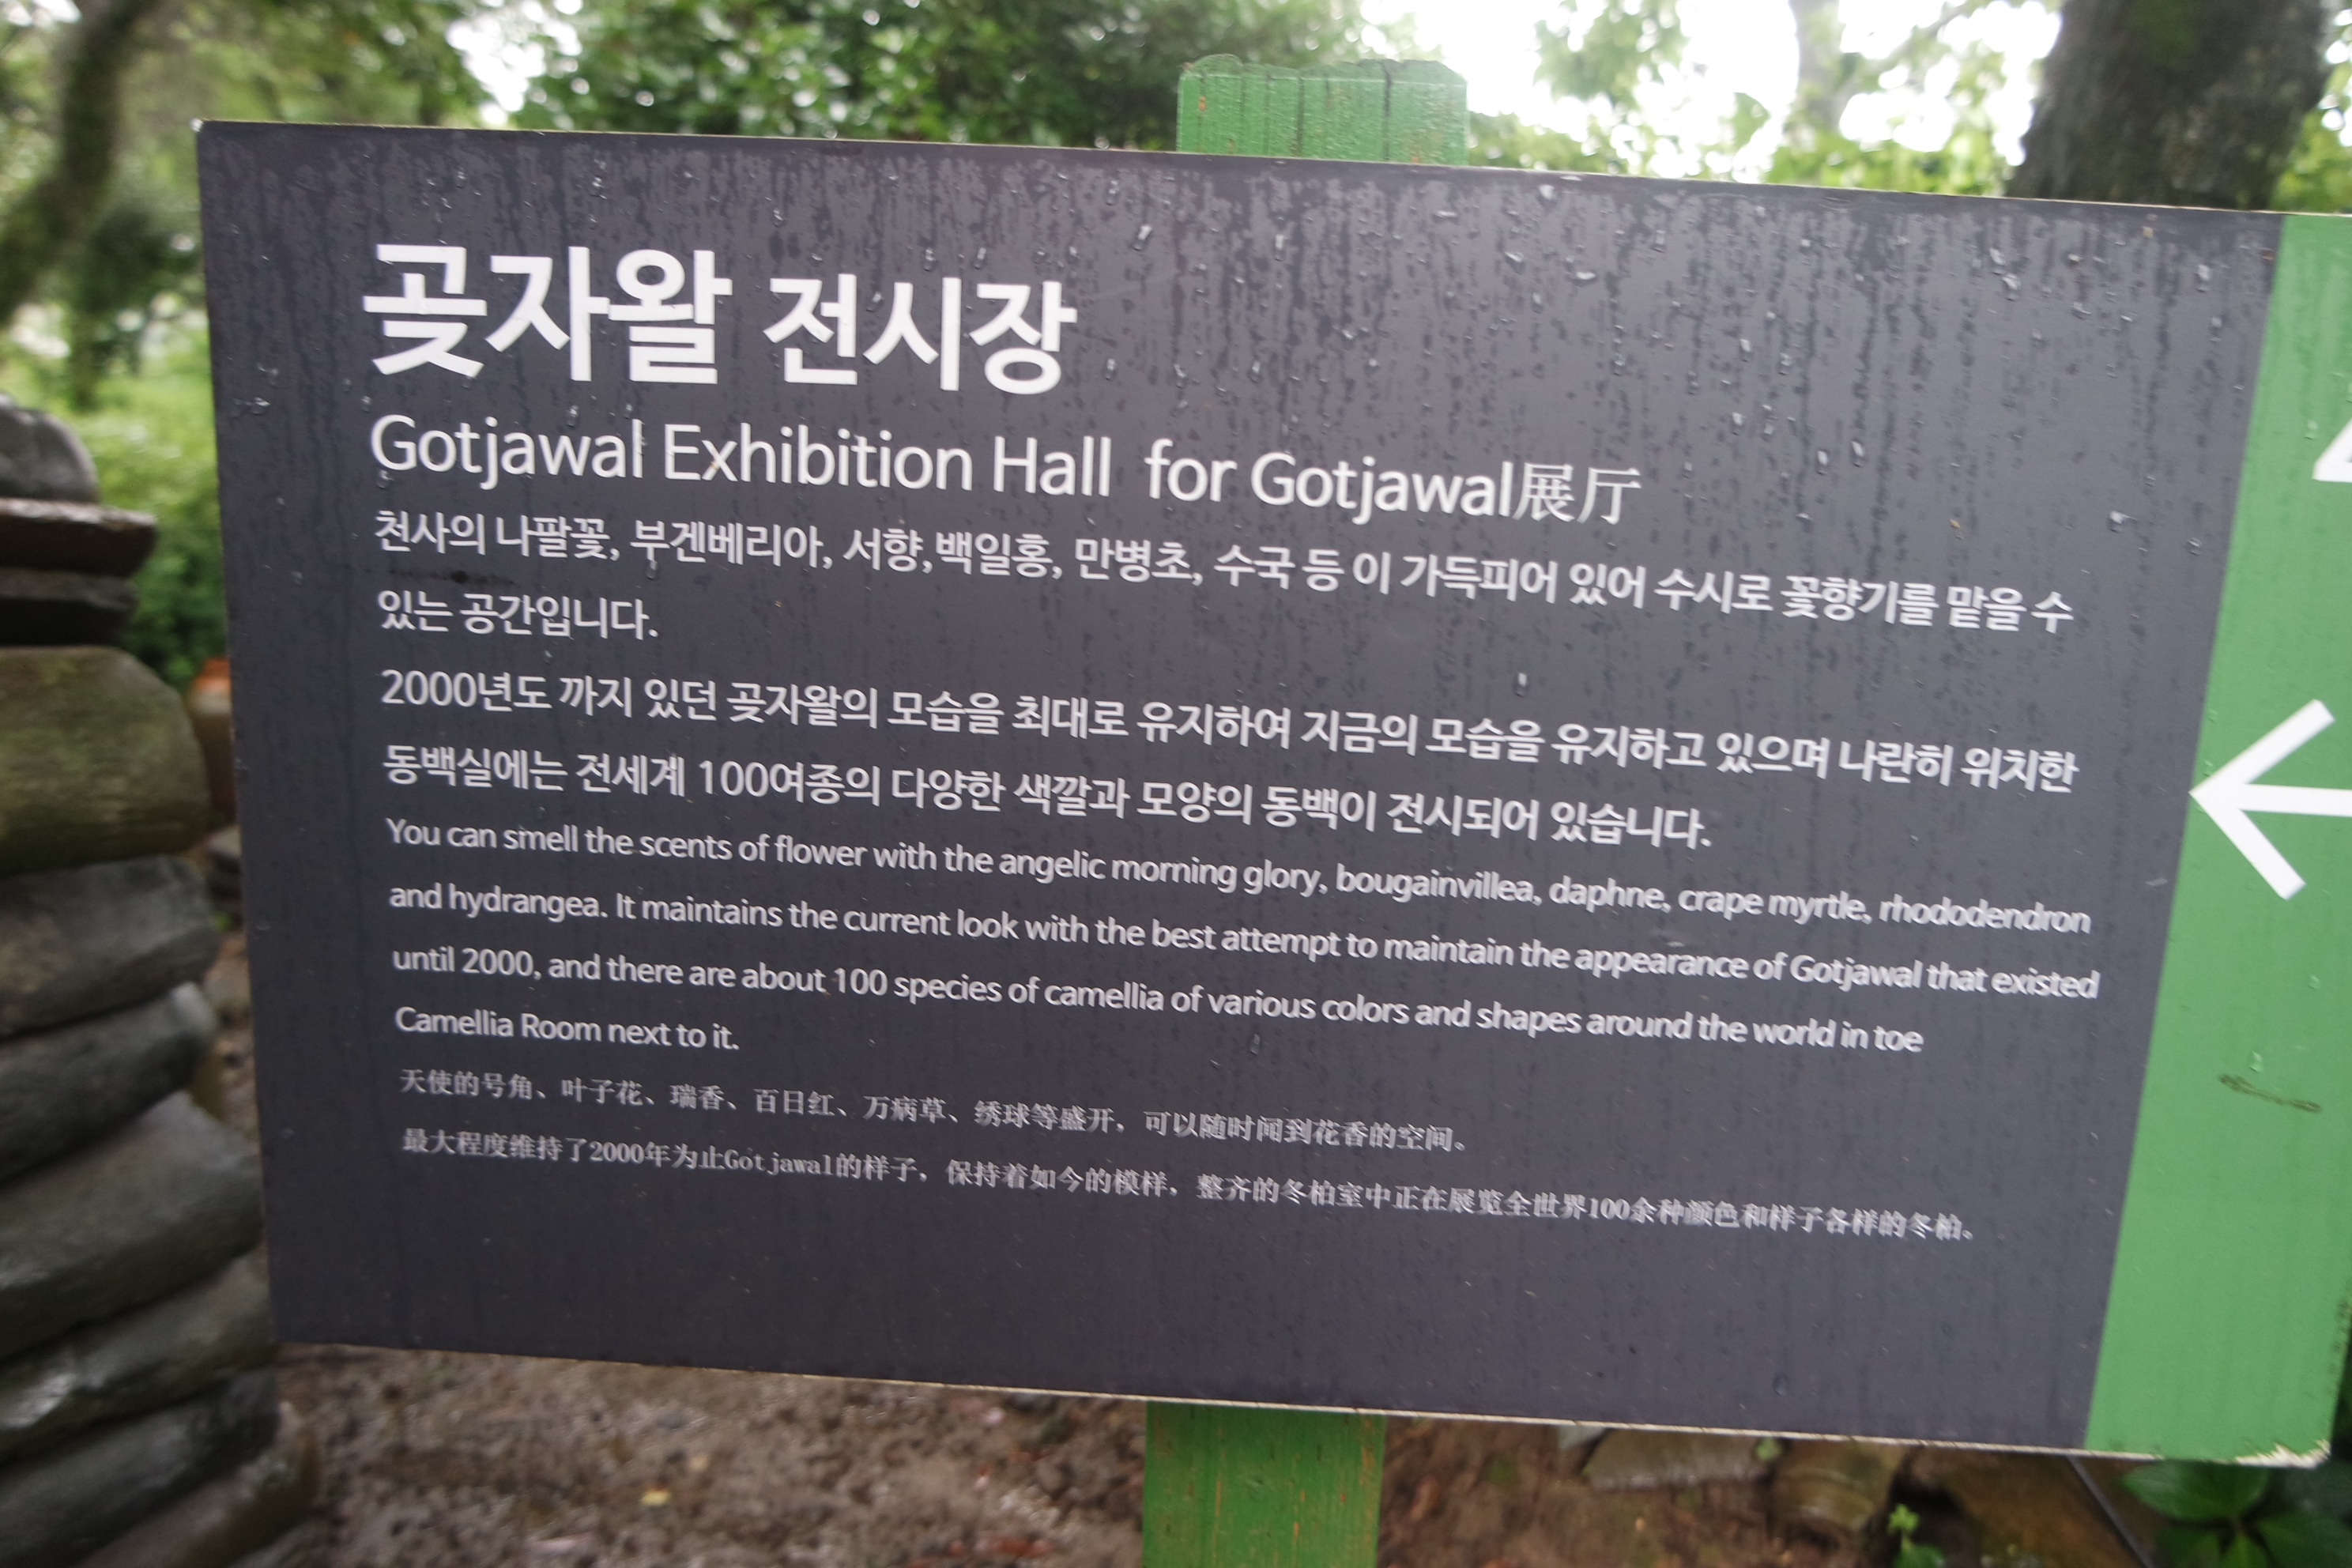 곶자왈 전시장
Gotjawal Exhibition Hall for Gotjawal展厅
천사의 나팔꽃, 부겐베리아, 서향,백일홍, 만병초, 수국 등 이 가득피어 있어 수시로 꽃향기를 맡을 수
있는 공간입니다.
2000년도 까지 있던 곶자왈의 모습을 최대로 유지하여 지금의 모습을 유지하고 있으며 나란히 위치한
동백실에는 전세계 100여종의 다양한 색깔과 모양의 동백이 전시되어 있습니다.
You can smell the scents of flower with the angelic morning glory, bougainvillea, daphne, crape myrtle, rhododendron
and hydrangea. It maintains the current look with the best attempt to maintain the appearance of Gotjawal that existed
until 2000, and there are about 100 species of camellia of various colors and shapes around the world in toe
Camellia Room next to it.
天使的号角、叶子花、瑞香、百日红、万病草、绣球等盛开，可以随时闻到花香的空间。
最大程度维持了2000年为止Gotjawal的样子，保持着如今的模样，整齐的冬柏室中正在展览全世界100余种颜色和样子各样的冬柏。